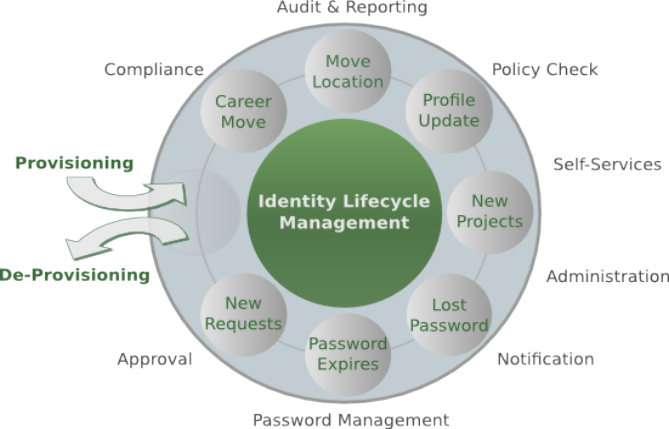 Audit & Reporting
Compliance
Move
Location
Policy Check
Career
Move
Profile
Update
Provisioning
Self-Services
Identity Lifecycle
Management
New
Projects
De-Provisioning
Administration
New
Requests
Lost
Password
Password
Expires
Approval
Notification
Password Management